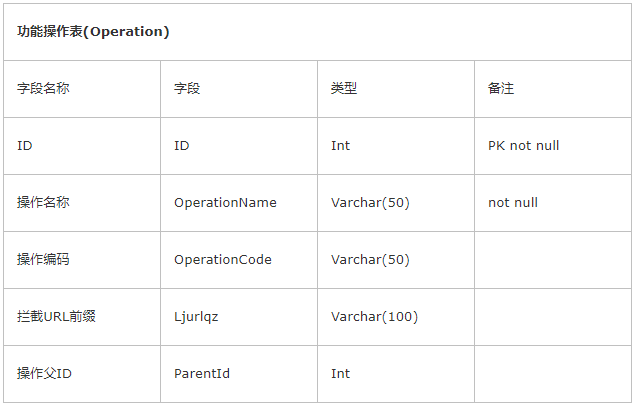 功能操作表(Operation)
字段名称 字段 类型 备注
ID ID Int PK not null
操作名称 OperationName Varchar(50) not null
操作编码 OperationCode Varchar(50)
拦截URL前缀 Ljurlqz Varchar(100)
操作父ID ParentId Int